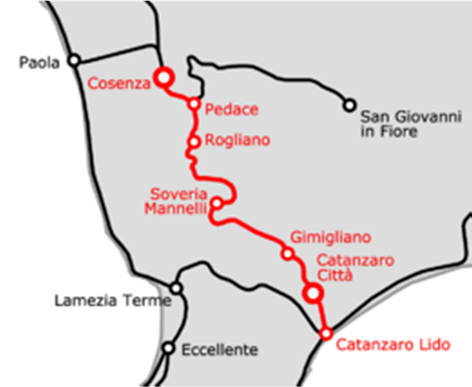 Paola
Cosenza
Pedace
San Giovanni
in Fiore
Rogliano
Soveria
Mannelli
Gimigliano
Catanzaro
Città
Lamezia Terme
Catanzaro Lido
Eccellente